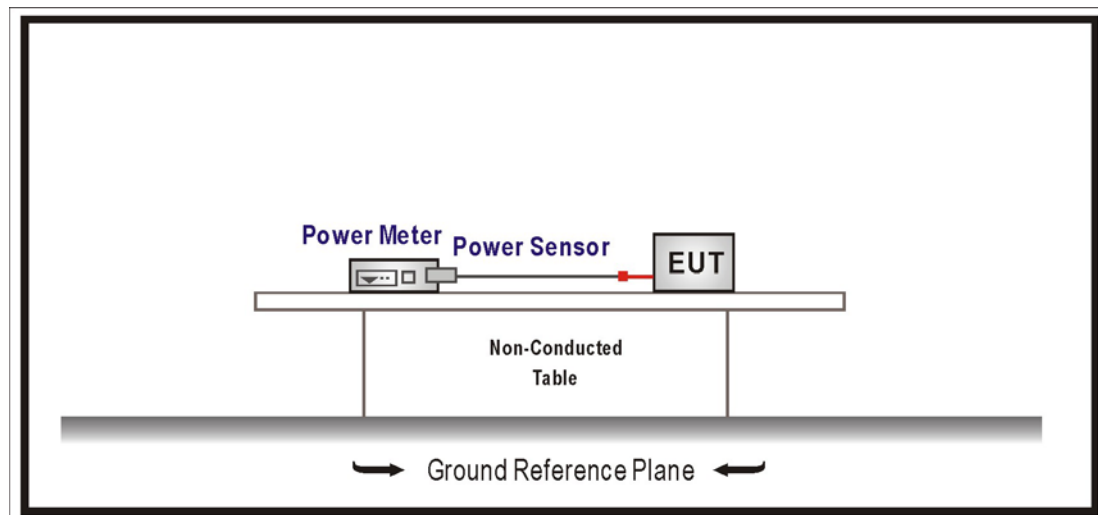 Power Meter
Power Sensor
EUT
Non-Conducted
Table
Ground Reference Plane